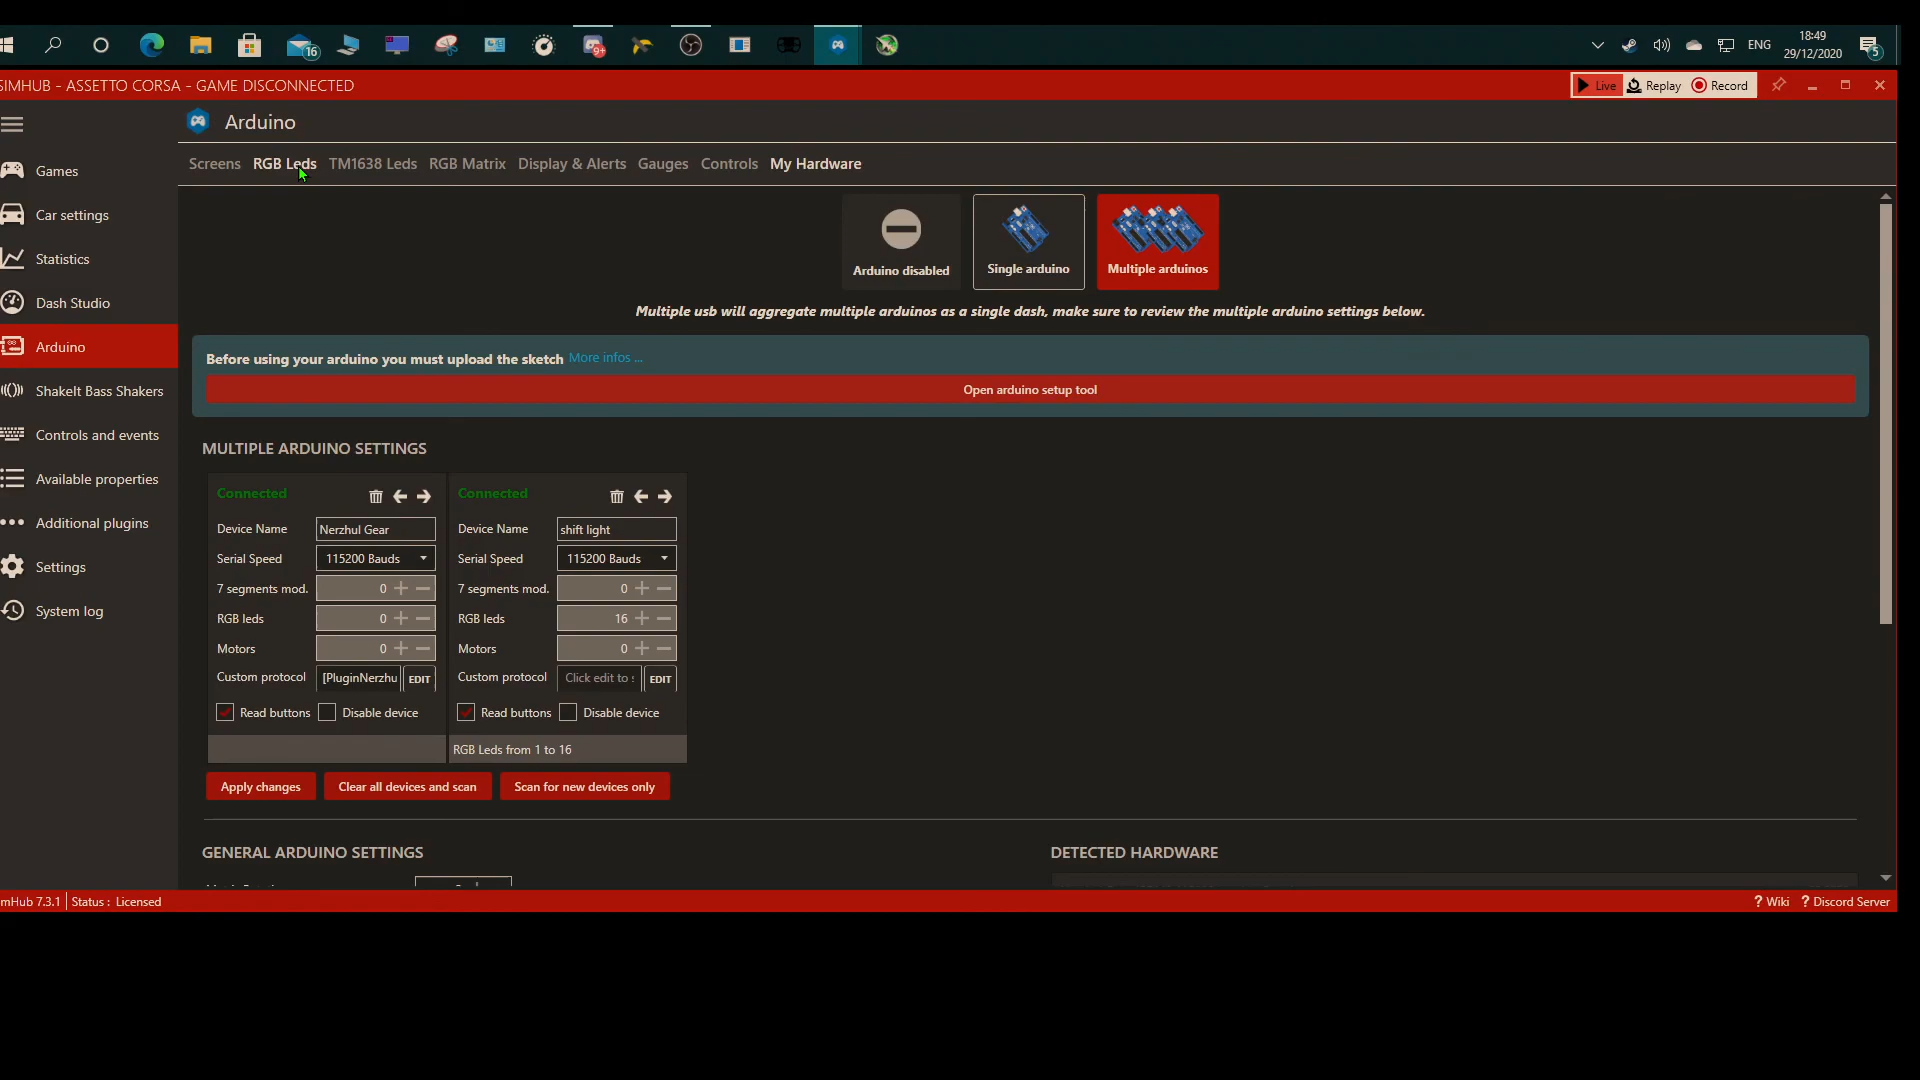 16
9+
ENG
18:49
29/12/2020
5
SIMHUB - ASSETTO CORSA - GAME DISCONNECTED
Live
Replay
Record
Arduino
Screens RGB Leds TM1638 Leds RGB Matrix Display & Alerts Gauges Controls My Hardware
Games
Car settings
Statistics
Dash Studio
Arduino
ShakeIt Bass Shakers
Controls and events
Available properties
Additional plugins
Settings
System log
Arduino disabled
Single arduino
Multiple arduinos
Multiple usb will aggregate multiple arduinos as a single dash, make sure to review the multiple arduino settings below.
Before using your arduino you must upload the sketch More infos ...
Open arduino setup tool
MULTIPLE ARDUINO SETTINGS
Connected
Device Name Nerzhul Gear
Serial Speed 115200 Bauds
7 segments mod. 0
RGB leds 0
Motors 0
Custom protocol [PluginNerzhu EDIT
Read buttons Disable device
Connected
Device Name shift light
Serial Speed 115200 Bauds
7 segments mod. 0
RGB leds 16
Motors 0
Custom protocol Click edit to EDIT
Read buttons Disable device
RGB Leds from 1 to 16
Apply changes
Clear all devices and scan
Scan for new devices only
GENERAL ARDUINO SETTINGS
DETECTED HARDWARE
mHub 7.3.1 Status : Licensed
? Wiki ? Discord Server